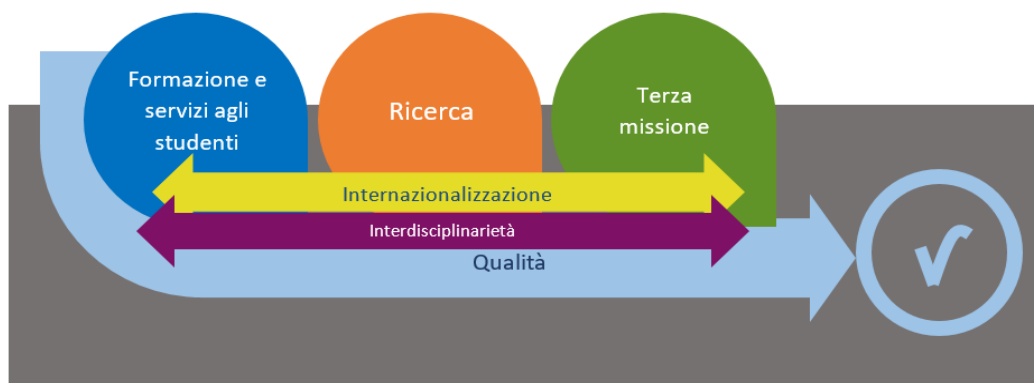 Formazione e
servizi agli
studenti
Ricerca
Terza
missione
Internazionalizzazione
Interdisciplinarietà
Qualità